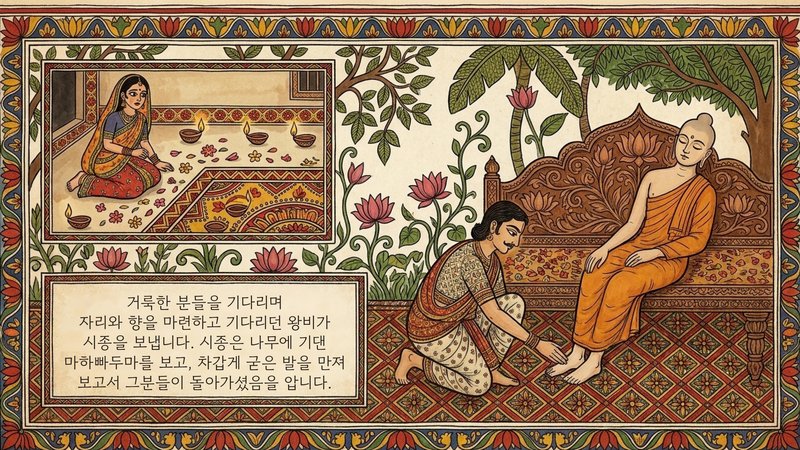 거룩한 분들을 기다리며
자리와 향을 마련하고 기다리던 왕비가
시종을 보냅니다. 시종은 나무에 기댄
마하빠두마를 보고, 차갑게 굳은 발을 만져
보고서 그분들이 돌아가셨음을 압니다.